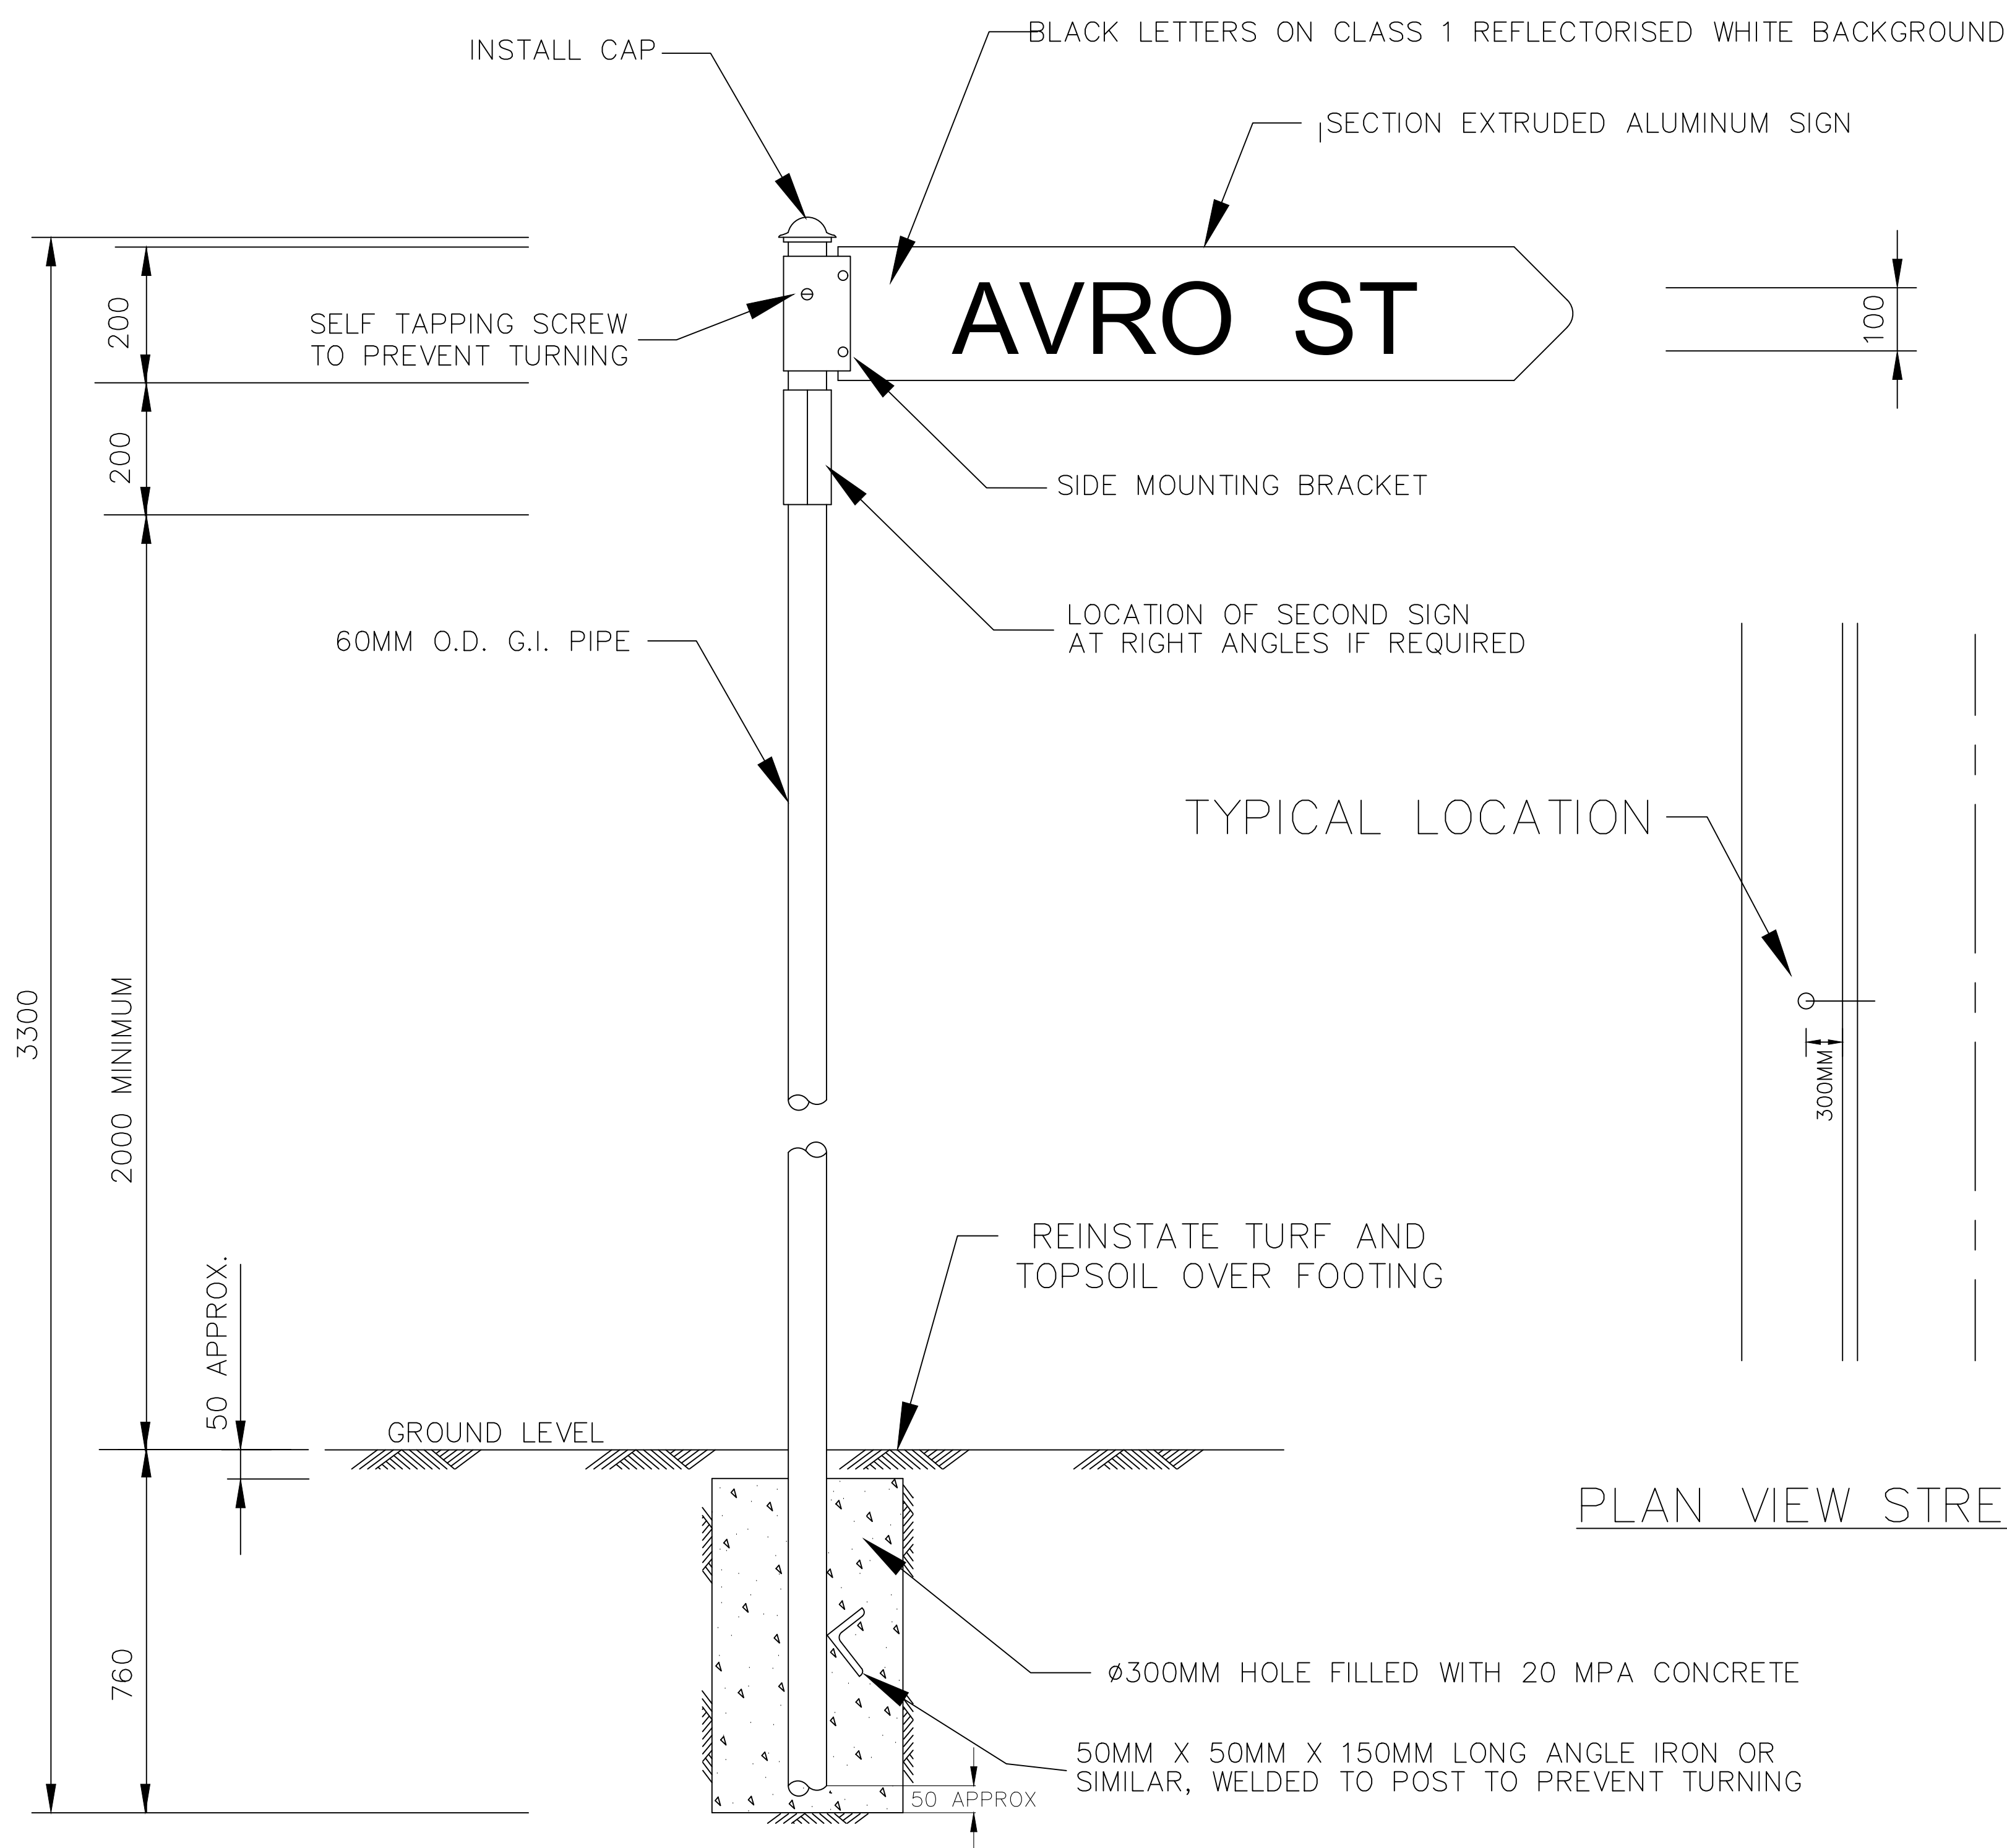 INSTALL CAP
BLACK LETTERS ON CLASS 1 REFLECTORISED WHITE BACKGROUND
SECTION EXTRUDED ALUMINUM SIGN
AVRO ST
200
100
SELF TAPPING SCREW
TO PREVENT TURNING
200
SIDE MOUNTING BRACKET
LOCATION OF SECOND SIGN
AT RIGHT ANGLES IF REQUIRED
60MM O.D. G.I. PIPE
TYPICAL LOCATION
3300
2000 MINIMUM
300MM
REINSTATE TURF AND
TOPSOIL OVER FOOTING
50 APPROX.
GROUND LEVEL
PLAN VIEW STRE
760
Ø300MM HOLE FILLED WITH 20 MPA CONCRETE
50MM X 50MM X 150MM LONG ANGLE IRON OR
SIMILAR, WELDED TO POST TO PREVENT TURNING
50 APPROX